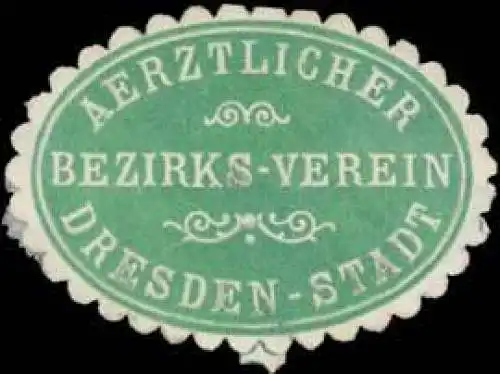 AERZTLICHER
BEZIRKS-VEREIN
DRESDEN-STADT